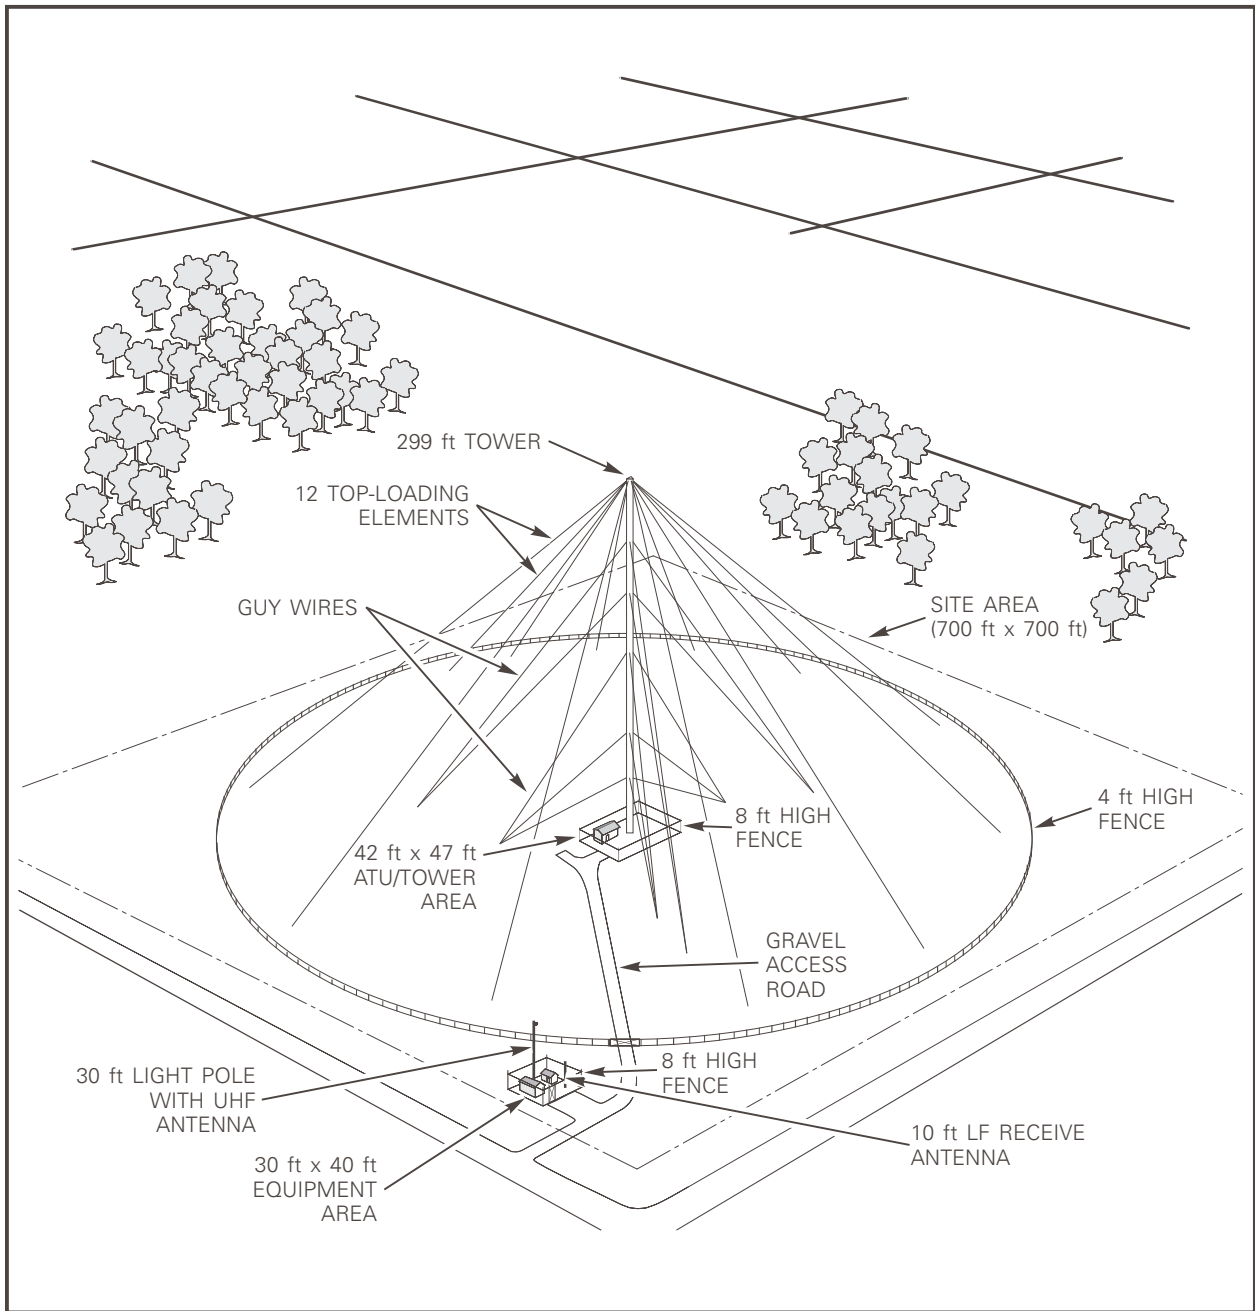 299 ft TOWER
12 TOP-LOADING
ELEMENTS
GUY WIRES
SITE AREA
(700 ft x 700 ft)
4 ft HIGH
FENCE
8 ft HIGH
FENCE
42 ft x 47 ft
ATU/TOWER
AREA
GRAVEL
ACCESS
ROAD
8 ft HIGH
FENCE
30 ft LIGHT POLE
WITH UHF
ANTENNA
10 ft LF RECEIVE
ANTENNA
30 ft x 40 ft
EQUIPMENT
AREA